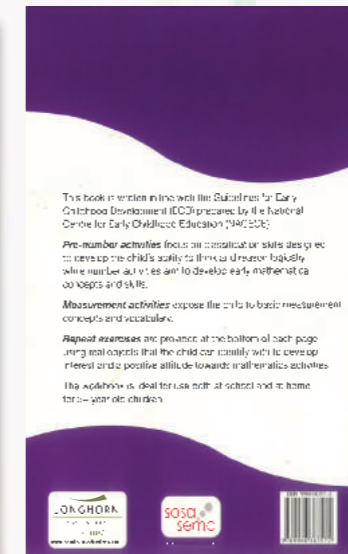 This book is written in line with the Guidelines for Early
Childhood Development (ECD) prepared by the National
Centre for Early Childhood Education (NACECE)
Pre-number activities focus on classification skills designed
to develop the child's ability to think and reason logically
while number activities aim to develop early mathematical
concepts and skills.
Measurement activities expose the child to basic measurement
concepts and vocabulary.
Repeat exercises are provided at the bottom of each page
using real objects that the child can identify with to develop
interest and a positive attitude towards mathematics activities
The workbook is ideal for use both at school and at home
for year old children
LONGHORN
sosa
semo
ISBN